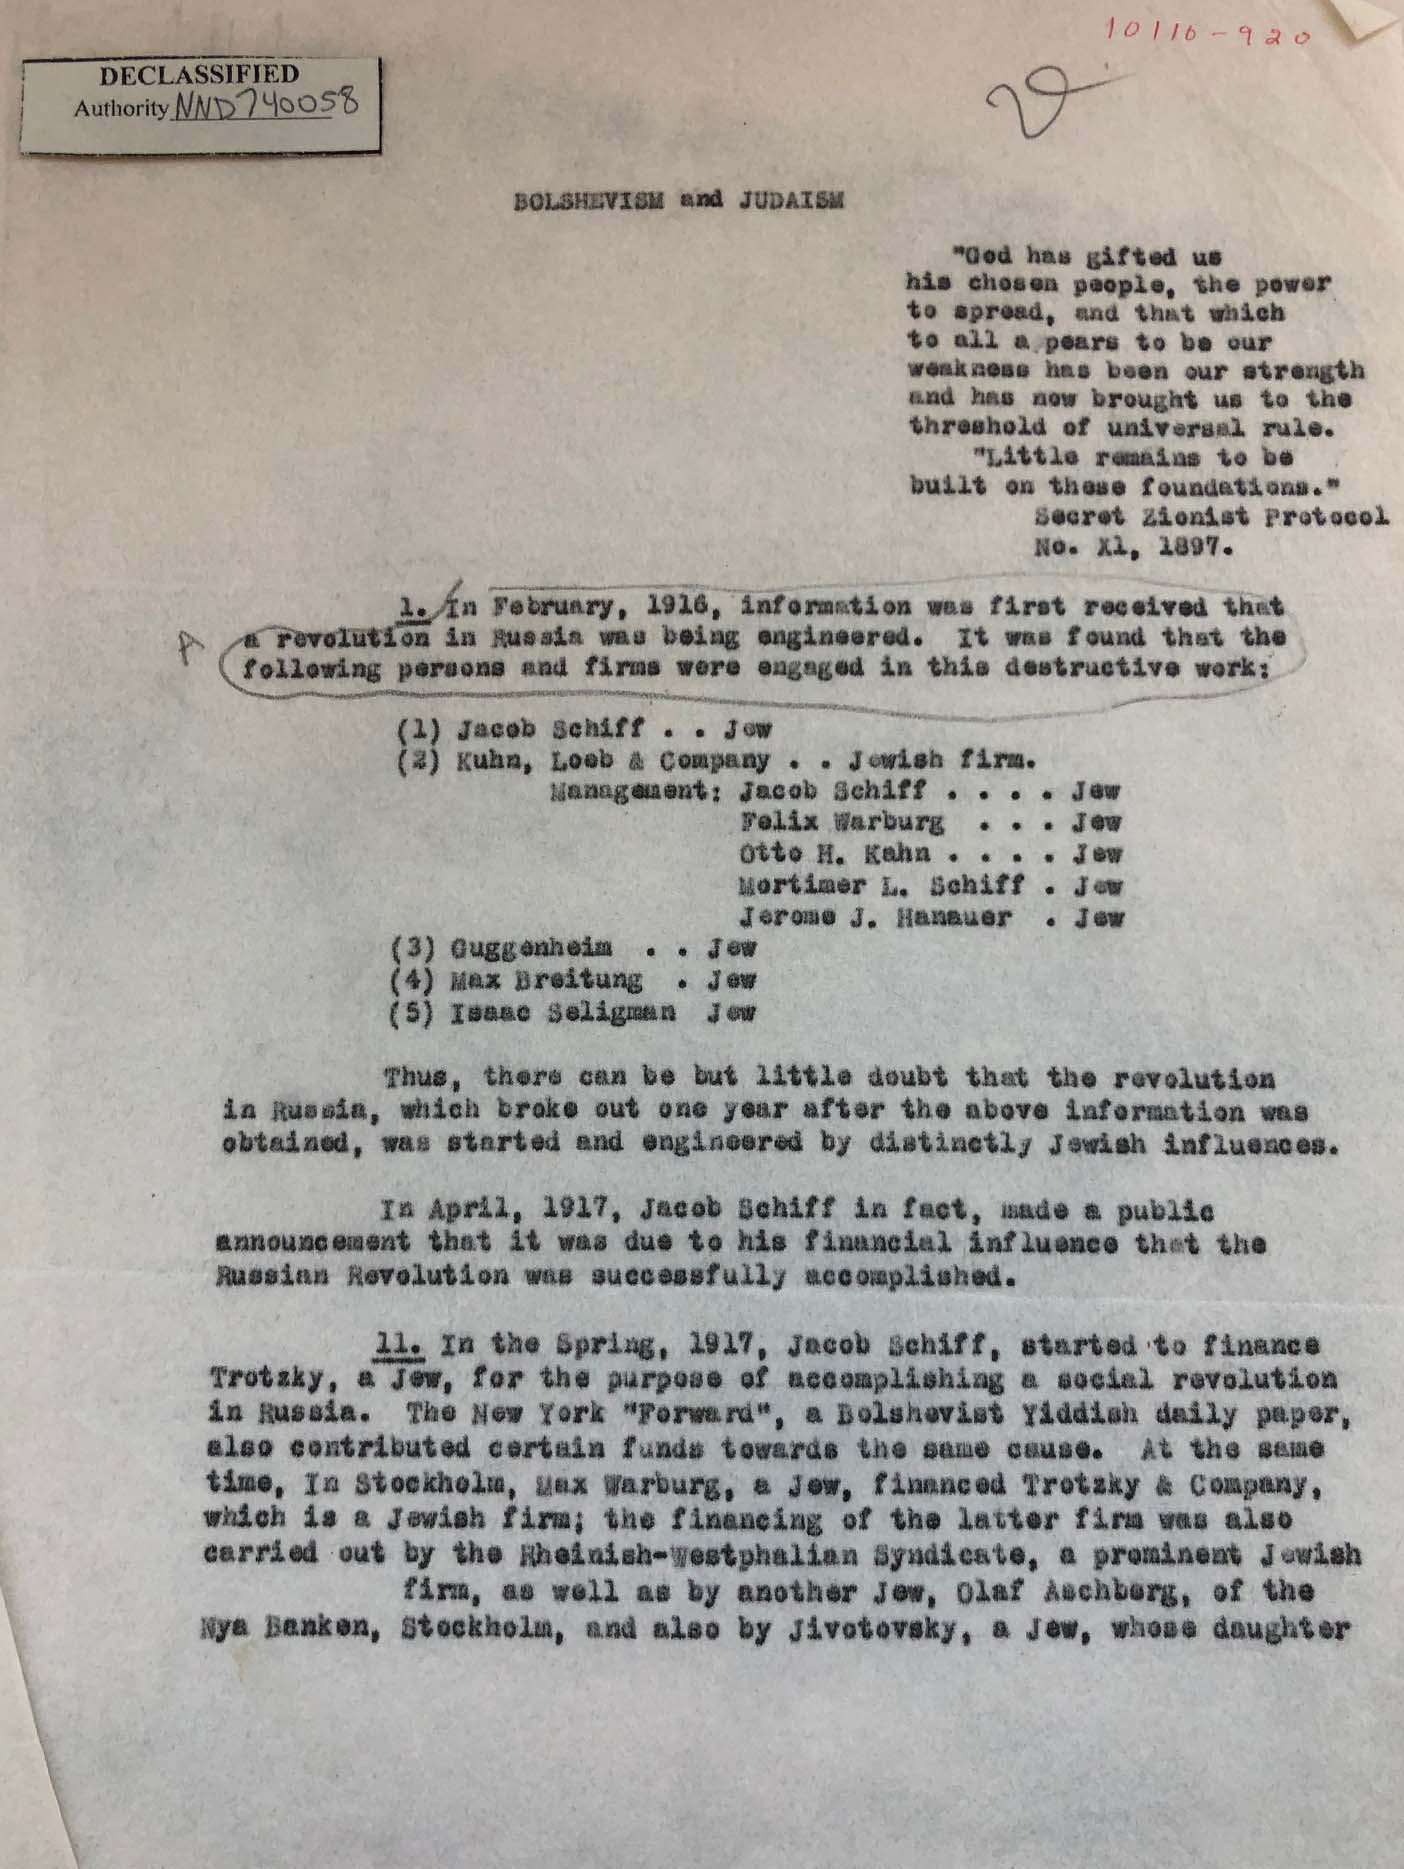 10110-920
DECLASSIFIED
Authority NND740058
BOLSHEVISM and JUDAISM
"God has gifted us
his chosen people, the power
to spread, and that which
to all a pears to be our
weakness has been our strength
and has now brought us to the
threshold of universal rule.
"Little remains to be
built on these foundations."
Secret Zionist Protocol
No. X1, 1897.
1. In February, 1916, information was first received that
A a revolution in Russia was being engineered. It was found that the
following persons and firms were engaged in this destructive work:
(1) Jacob Schiff . . Jew
(2) Kuhn, Loeb & Company . . Jewish firm.
Management: Jacob Schiff . . . . Jew
Felix Warburg . . . Jew
Otto H. Kahn . . . . Jew
Mortimer L. Schiff . Jew
Jerome J. Hanauer . Jew
(3) Guggenheim . . Jew
(4) Max Breitung . Jew
(5) Isaac Seligman Jew
Thus, there can be but little doubt that the revolution
in Russia, which broke out one year after the above information was
obtained, was started and engineered by distinctly Jewish influences.
In April, 1917, Jacob Schiff in fact, made a public
announcement that it was due to his financial influence that the
Russian Revolution was successfully accomplished.
11. In the Spring, 1917, Jacob Schiff, started to finance
Trotzky, a Jew, for the purpose of accomplishing a social revolution
in Russia. The New York "Forward", a Bolshevist Yiddish daily paper,
also contributed certain funds towards the same cause. At the same
time, In Stockholm, Max Warburg, a Jew, financed Trotzky & Company,
which is a Jewish firm; the financing of the latter firm was also
carried out by the Rheinish-Westphalian Syndicate, a prominent Jewish
firm, as well as by another Jew, Olaf Aschberg, of the
Nya Banken, Stockholm, and also by Jivotovsky, a Jew, whose daughter